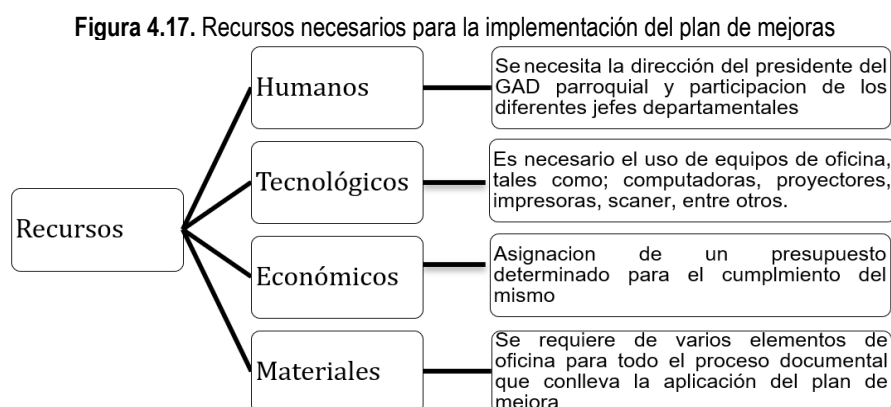 Figura 4.17. Recursos necesarios para la implementación del plan de mejoras
Recursos
Humanos
Se necesita la dirección del presidente del
GAD parroquial y participacion de los
diferentes jefes departamentales
Tecnológicos
Es necesario el uso de equipos de oficina,
tales como; computadoras, proyectores,
impresoras, scaner, entre otros.
Económicos
Asignacion de un presupuesto
determinado para el cumplmiento del
mismo
Materiales
Se requiere de varios elementos de
oficina para todo el proceso documental
que conlleva la aplicación del plan de
mejora